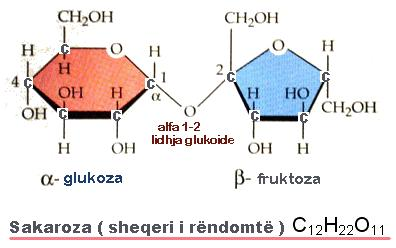 CH₂OH CH₂OH
H C O H O H
4 C H C 1 2 C C
OH H α H HO CH₂OH
OH C C O C C
alfa 1-2
lidhja glukoide
H OH OH H
α- glukoza β- fruktoza
Sakaroza ( sheqeri i rëndomtë ) C₁₂H₂₂O₁₁